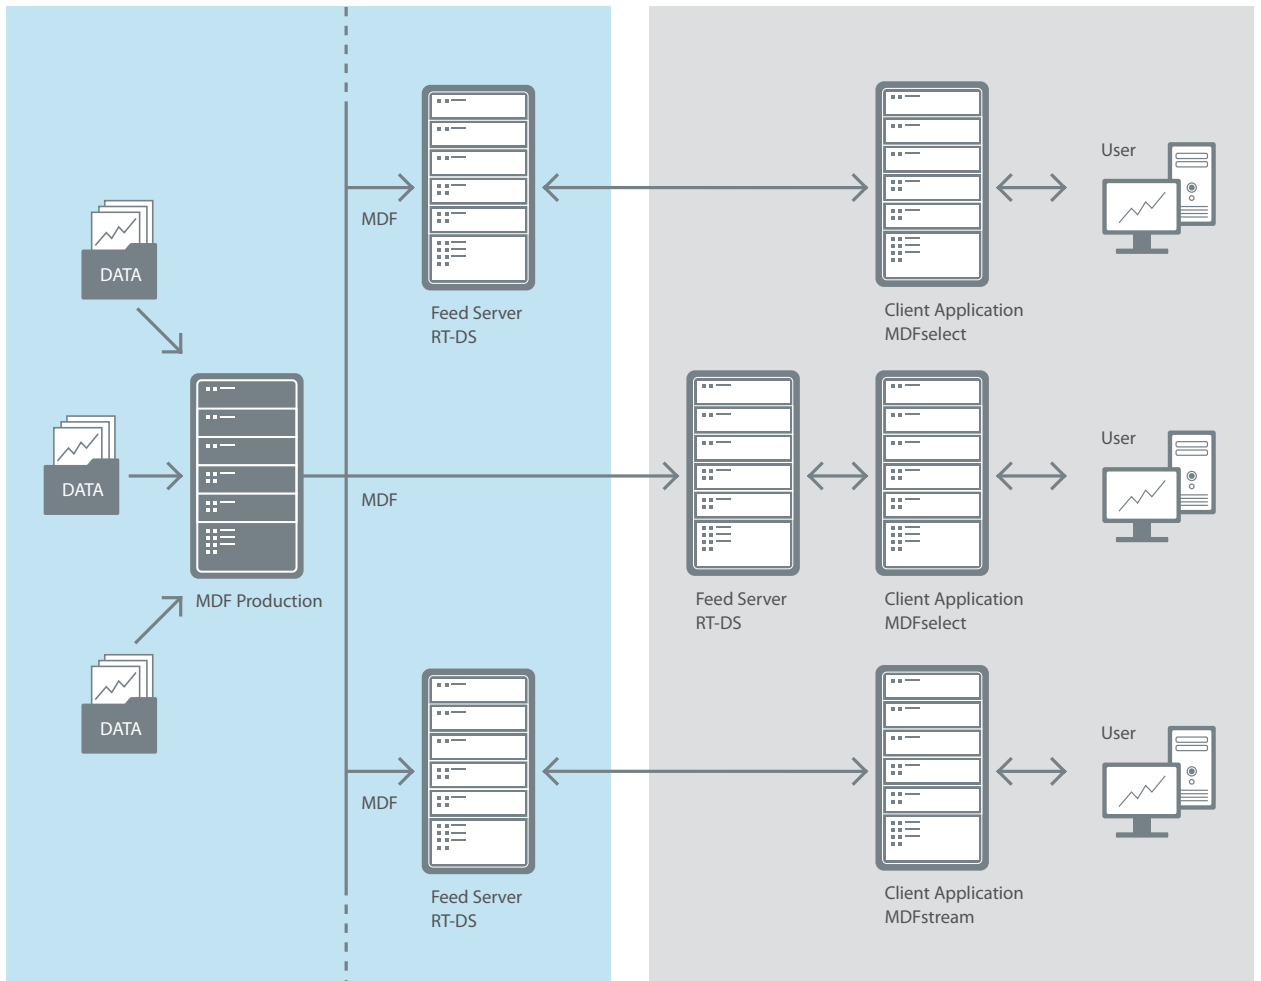 User
DATA
MDF
Feed Server
RT-DS
Client Application
MDFselect
User
DATA
MDF
MDF Production
Feed Server
RT-DS
Client Application
MDFselect
DATA
User
MDF
Feed Server
RT-DS
Client Application
MDFstream